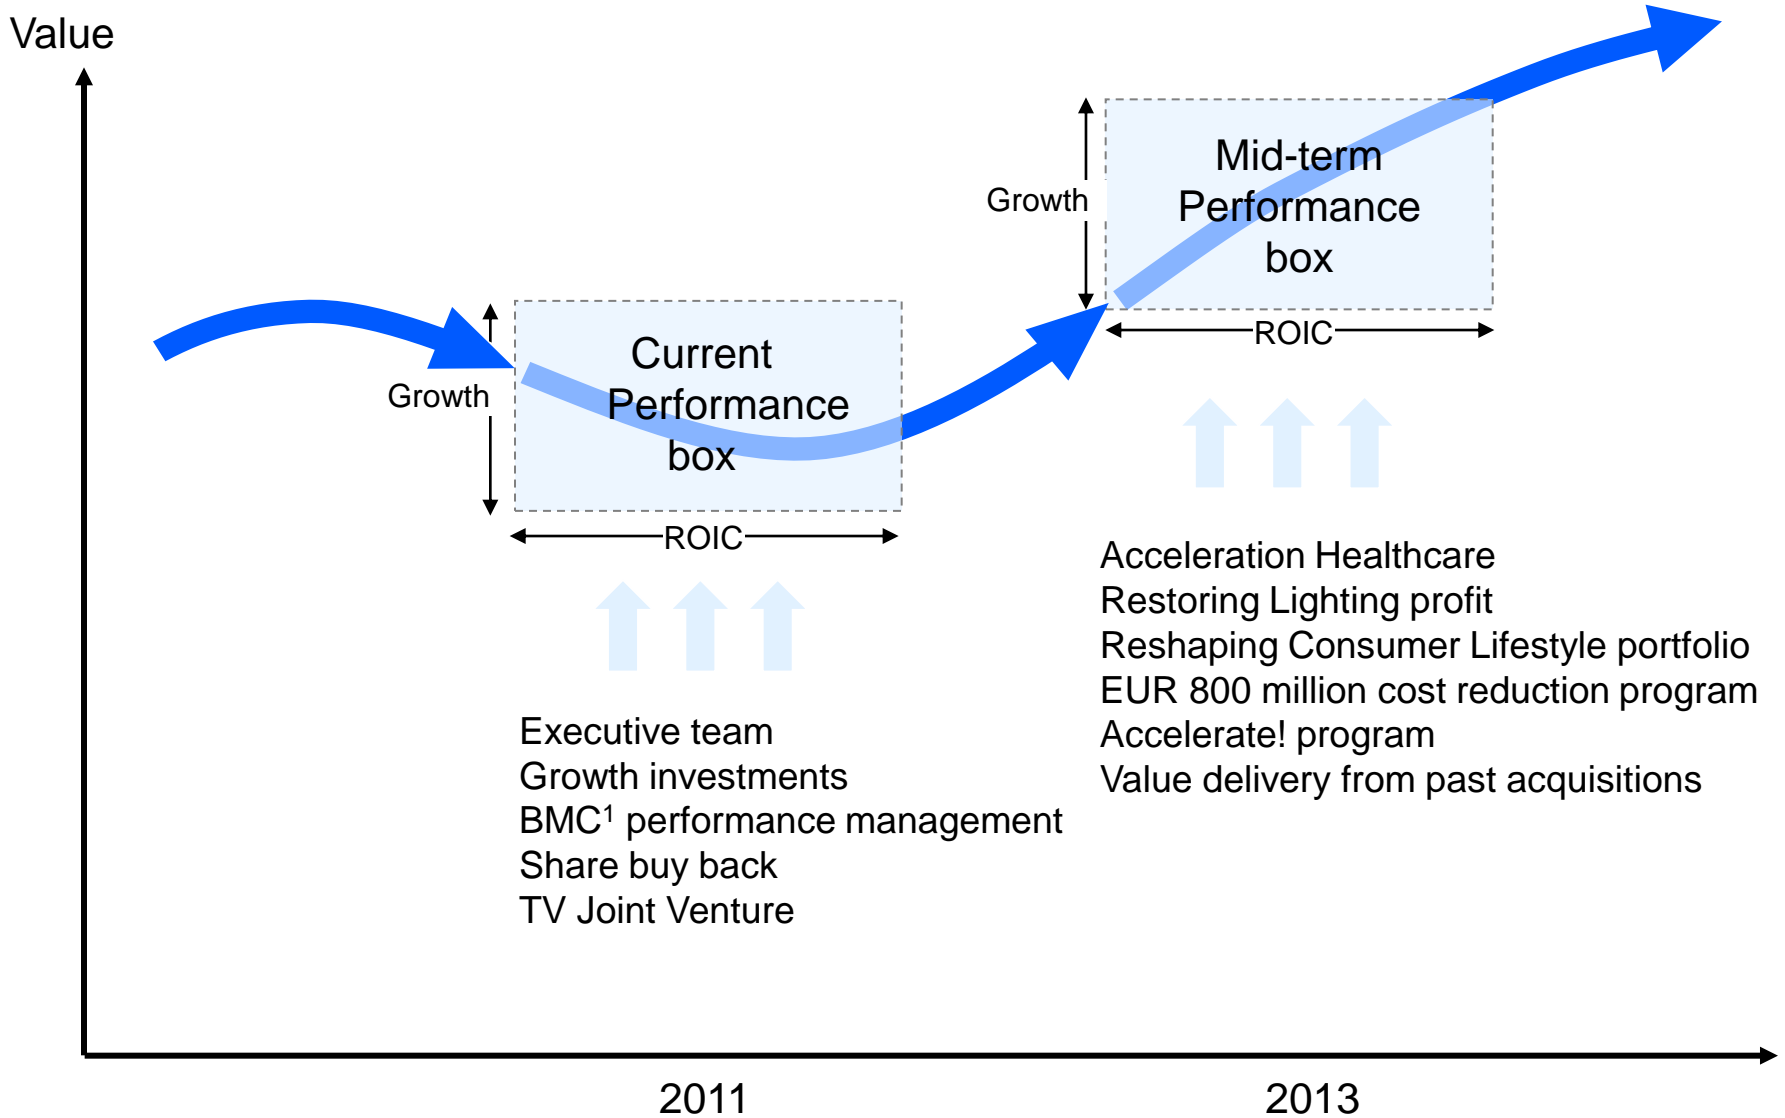 Value
Mid-term
Performance
box
Growth
ROIC
Current
Performance
box
Growth
ROIC
Acceleration Healthcare
Restoring Lighting profit
Reshaping Consumer Lifestyle portfolio
EUR 800 million cost reduction program
Accelerate! program
Value delivery from past acquisitions
Executive team
Growth investments
BMC¹ performance management
Share buy back
TV Joint Venture
2011
2013